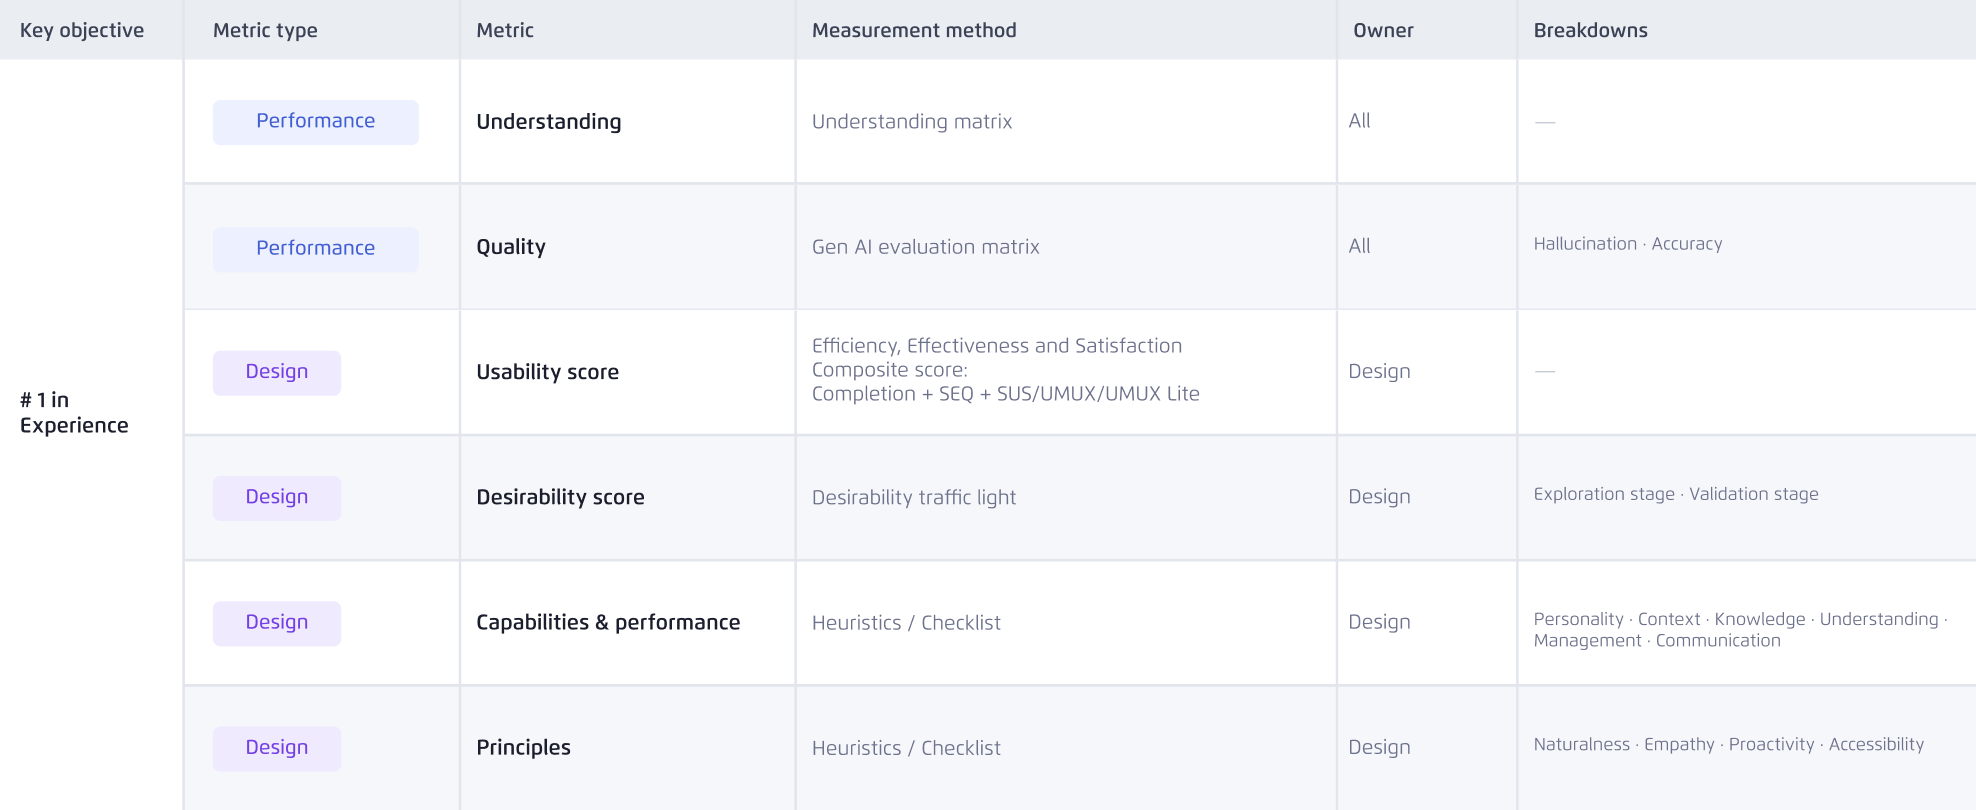 Key objective
Metric type
Metric
Measurement method
Owner
Breakdowns
# 1 in
Experience
Performance
Understanding
Understanding matrix
All
—
Performance
Quality
Gen AI evaluation matrix
All
Hallucination · Accuracy
Design
Usability score
Efficiency, Effectiveness and Satisfaction
Composite score:
Completion + SEQ + SUS/UMUX/UMUX Lite
Design
—
Design
Desirability score
Desirability traffic light
Design
Exploration stage · Validation stage
Design
Capabilities & performance
Heuristics / Checklist
Design
Personality · Context · Knowledge · Understanding ·
Management · Communication
Design
Principles
Heuristics / Checklist
Design
Naturalness · Empathy · Proactivity · Accessibility